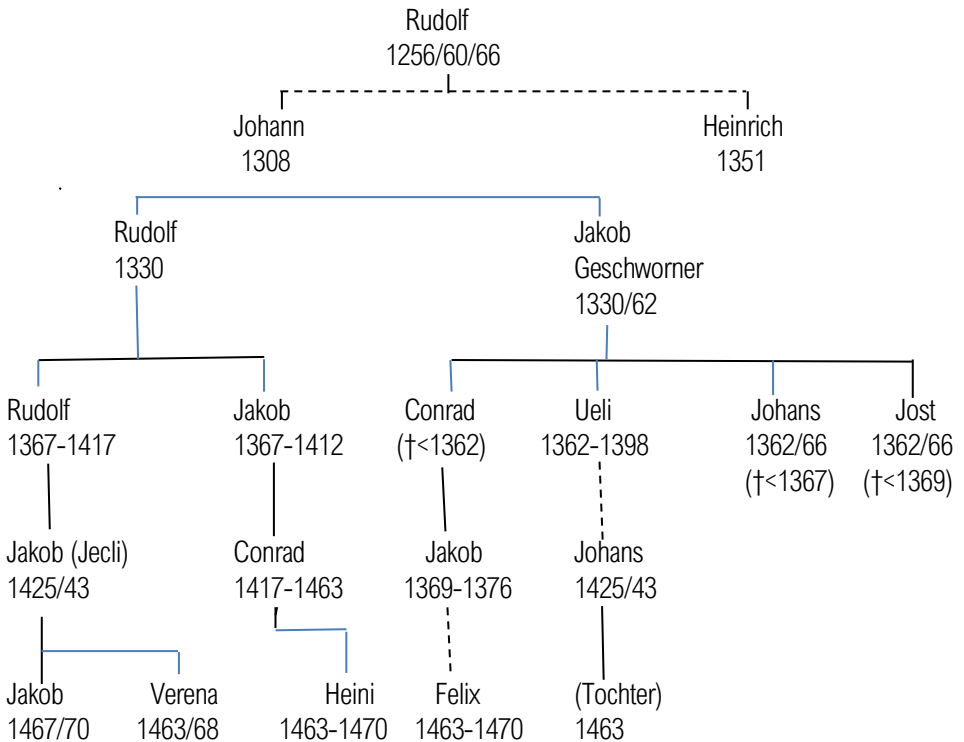 Rudolf
1256/60/66
Johann
1308
Heinrich
1351
Rudolf
1330
Jakob
Geschworner
1330/62
Rudolf
1367-1417
Jakob
1367-1412
Conrad
(†<1362)
Ueli
1362-1398
Johans
1362/66
(†<1367)
Jost
1362/66
(†<1369)
Jakob (Jecli)
1425/43
Conrad
1417-1463
Jakob
1369-1376
Johans
1425/43
Jakob
1467/70
Verena
1463/68
Heini
1463-1470
Felix
1463-1470
(Tochter)
1463